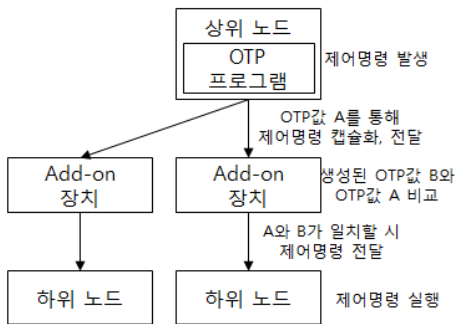 상위 노드
OTP
프로그램
제어명령 발생
OTP값 A를 통해
제어명령 캡슐화, 전달
Add-on
장치
Add-on
장치
생성된 OTP값 B와
OTP값 A 비교
A와 B가 일치할 시
제어명령 전달
하위 노드
하위 노드
제어명령 실행